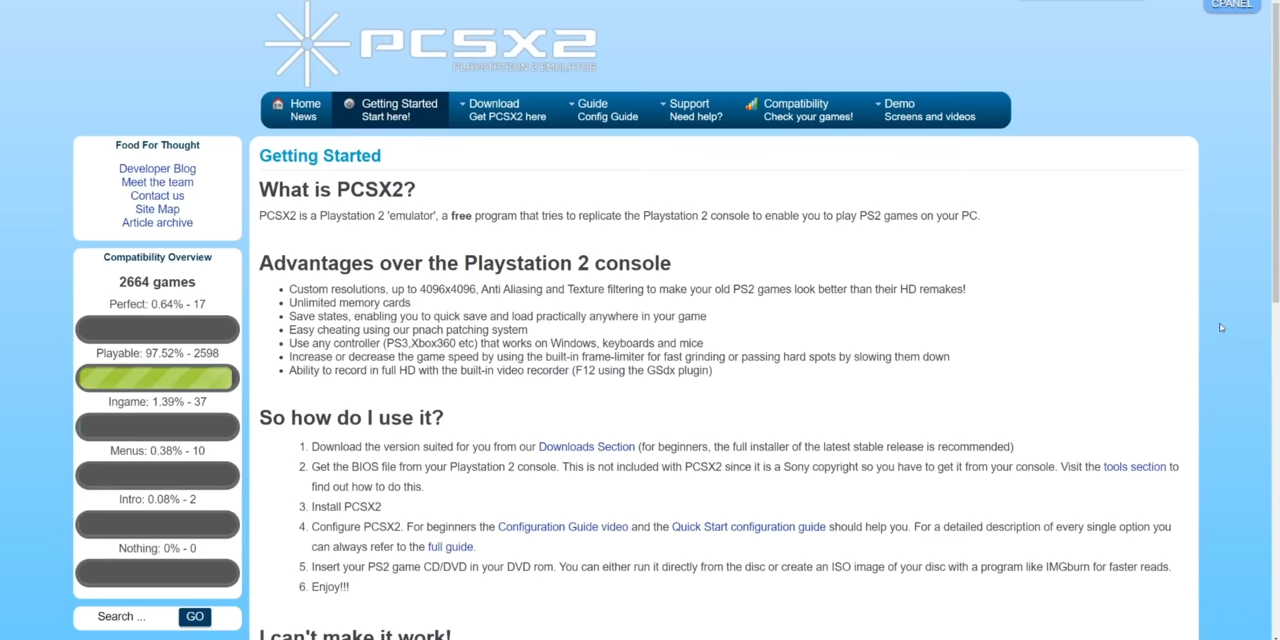 CPANEL
PCSX2
PLAYSTATION 2 EMULATOR
Home
News
Getting Started
Start here!
Download
Get PCSX2 here
Guide
Config Guide
Support
Need help?
Compatibility
Check your games!
Demo
Screens and videos
Food For Thought
Developer Blog
Meet the team
Contact us
Site Map
Article archive
Compatibility Overview
2664 games
Perfect: 0.64% - 17
Playable: 97.52% - 2598
Ingame: 1.39% - 37
Menus: 0.38% - 10
Intro: 0.08% - 2
Nothing: 0% - 0
Search ...
GO
Getting Started
What is PCSX2?
PCSX2 is a Playstation 2 'emulator', a free program that tries to replicate the Playstation 2 console to enable you to play PS2 games on your PC.
Advantages over the Playstation 2 console
• Custom resolutions, up to 4096x4096, Anti Aliasing and Texture filtering to make your old PS2 games look better than their HD remakes!
• Unlimited memory cards
• Save states, enabling you to quick save and load practically anywhere in your game
• Easy cheating using our pnach patching system
• Use any controller (PS3,Xbox360 etc) that works on Windows, keyboards and mice
• Increase or decrease the game speed by using the built-in frame-limiter for fast grinding or passing hard spots by slowing them down
• Ability to record in full HD with the built-in video recorder (F12 using the GSdx plugin)
So how do I use it?
1. Download the version suited for you from our Downloads Section (for beginners, the full installer of the latest stable release is recommended)
2. Get the BIOS file from your Playstation 2 console. This is not included with PCSX2 since it is a Sony copyright so you have to get it from your console. Visit the tools section to
find out how to do this.
3. Install PCSX2
4. Configure PCSX2. For beginners the Configuration Guide video and the Quick Start configuration guide should help you. For a detailed description of every single option you
can always refer to the full guide.
5. Insert your PS2 game CD/DVD in your DVD rom. You can either run it directly from the disc or create an ISO image of your disc with a program like IMGburn for faster reads.
6. Enjoy!!!
I can't make it work!